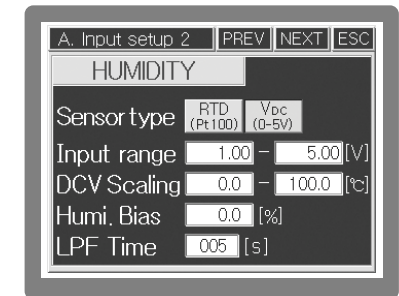 A. Input setup 2 PREV NEXT ESC
HUMIDITY
Sensor type RTD (Pt100) VDC (0-5V)
Input range 1.00 - 5.00 [V]
DCV Scaling 0.0 - 100.0 [℃]
Humi. Bias 0.0 [%]
LPF Time 005 [s]